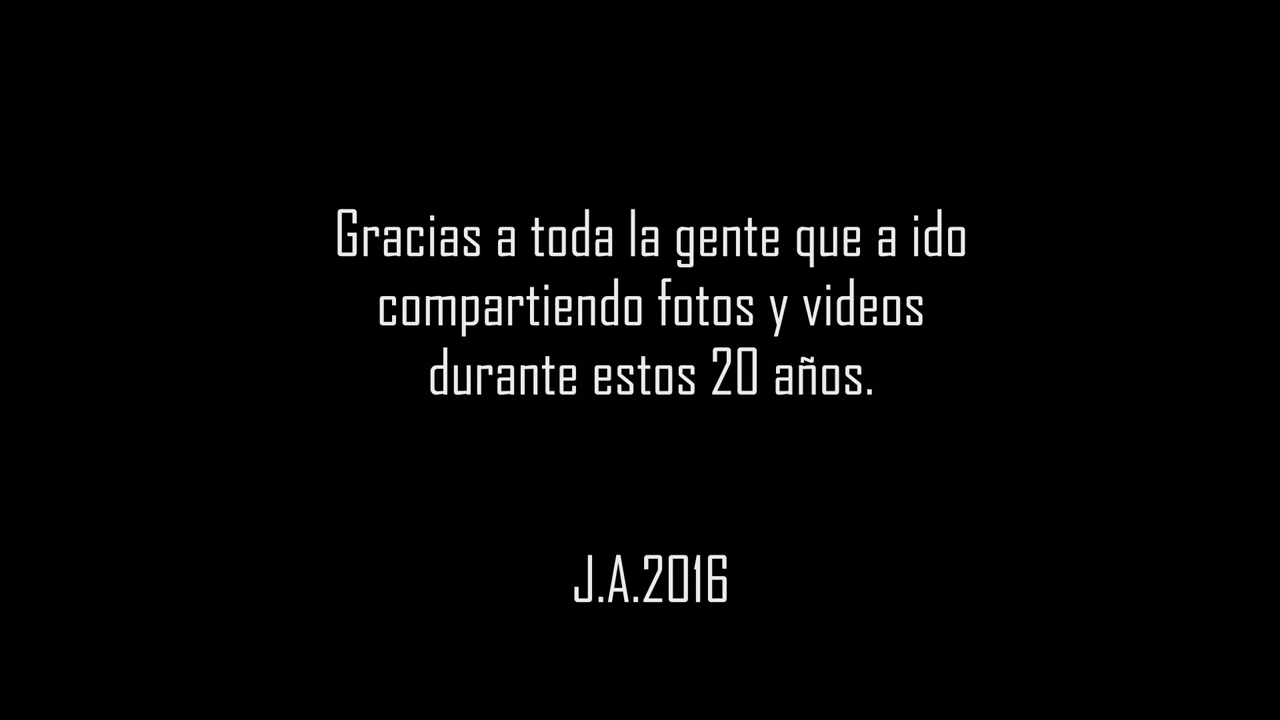 Gracias a toda la gente que a ido
compartiendo fotos y videos
durante estos 20 años.
J.A.2016